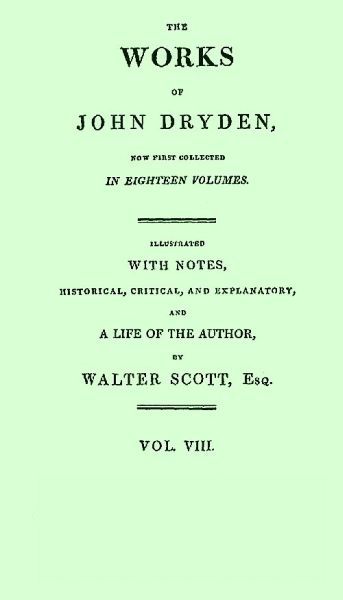 THE
WORKS
OF
JOHN DRYDEN,
NOW FIRST COLLECTED
IN EIGHTEEN VOLUMES.
ILLUSTRATED
WITH NOTES,
HISTORICAL, CRITICAL, AND EXPLANATORY,
AND
A LIFE OF THE AUTHOR,
BY
WALTER SCOTT, Esq.
VOL. VIII.